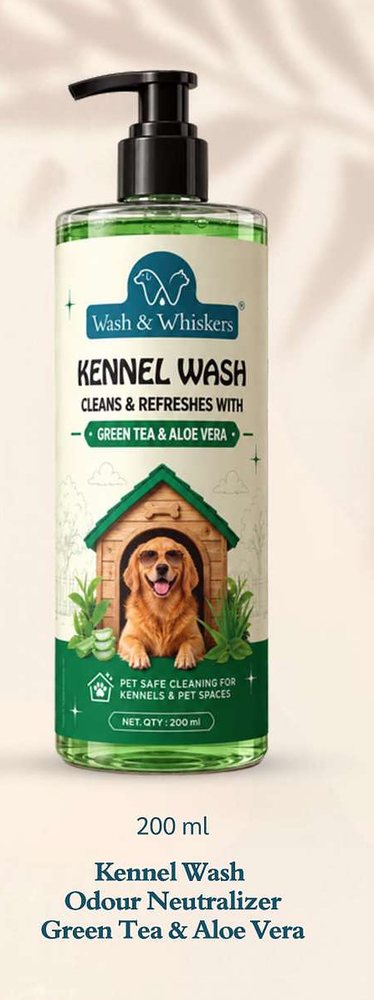 Wash & Whiskers®
KENNEL WASH
CLEANS & REFRESHES WITH
GREEN TEA & ALOE VERA
PET SAFE CLEANING FOR
KENNELS & PET SPACES
NET. QTY : 200 ml
200 ml
Kennel Wash
Odour Neutralizer
Green Tea & Aloe Vera